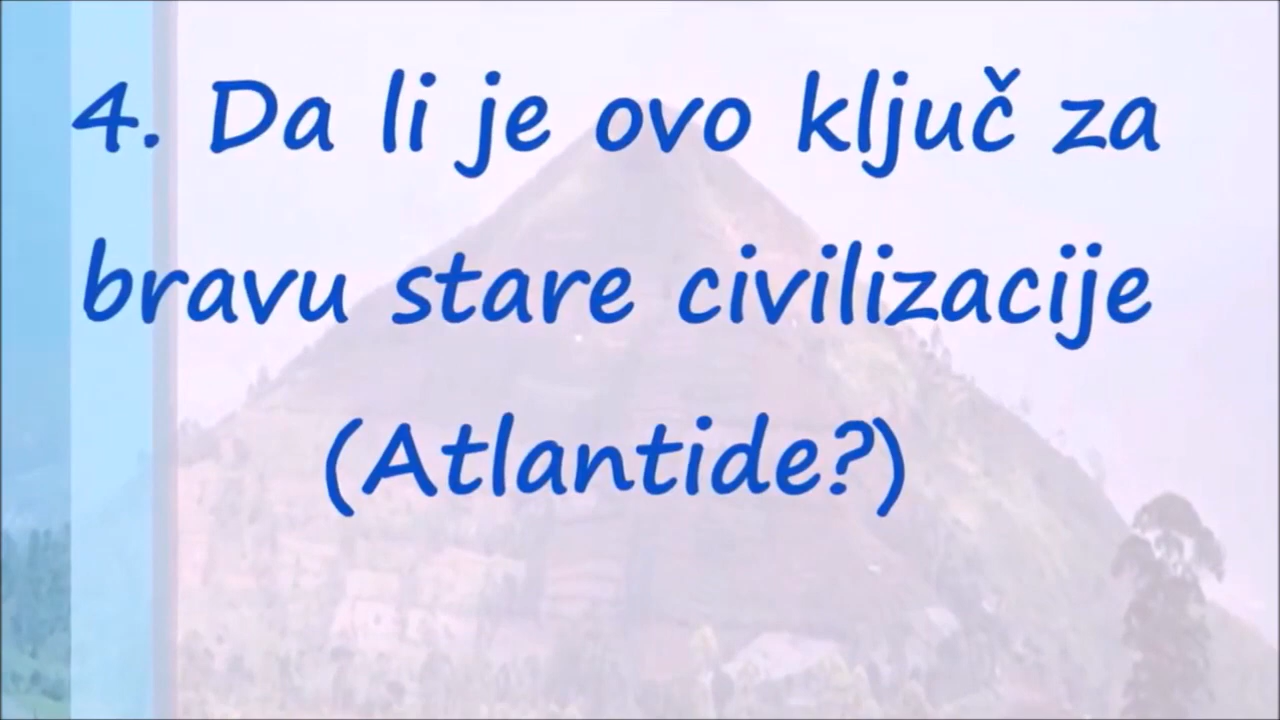 4. Da li je ovo ključ za
bravu stare civilizacije
(Atlantide?)